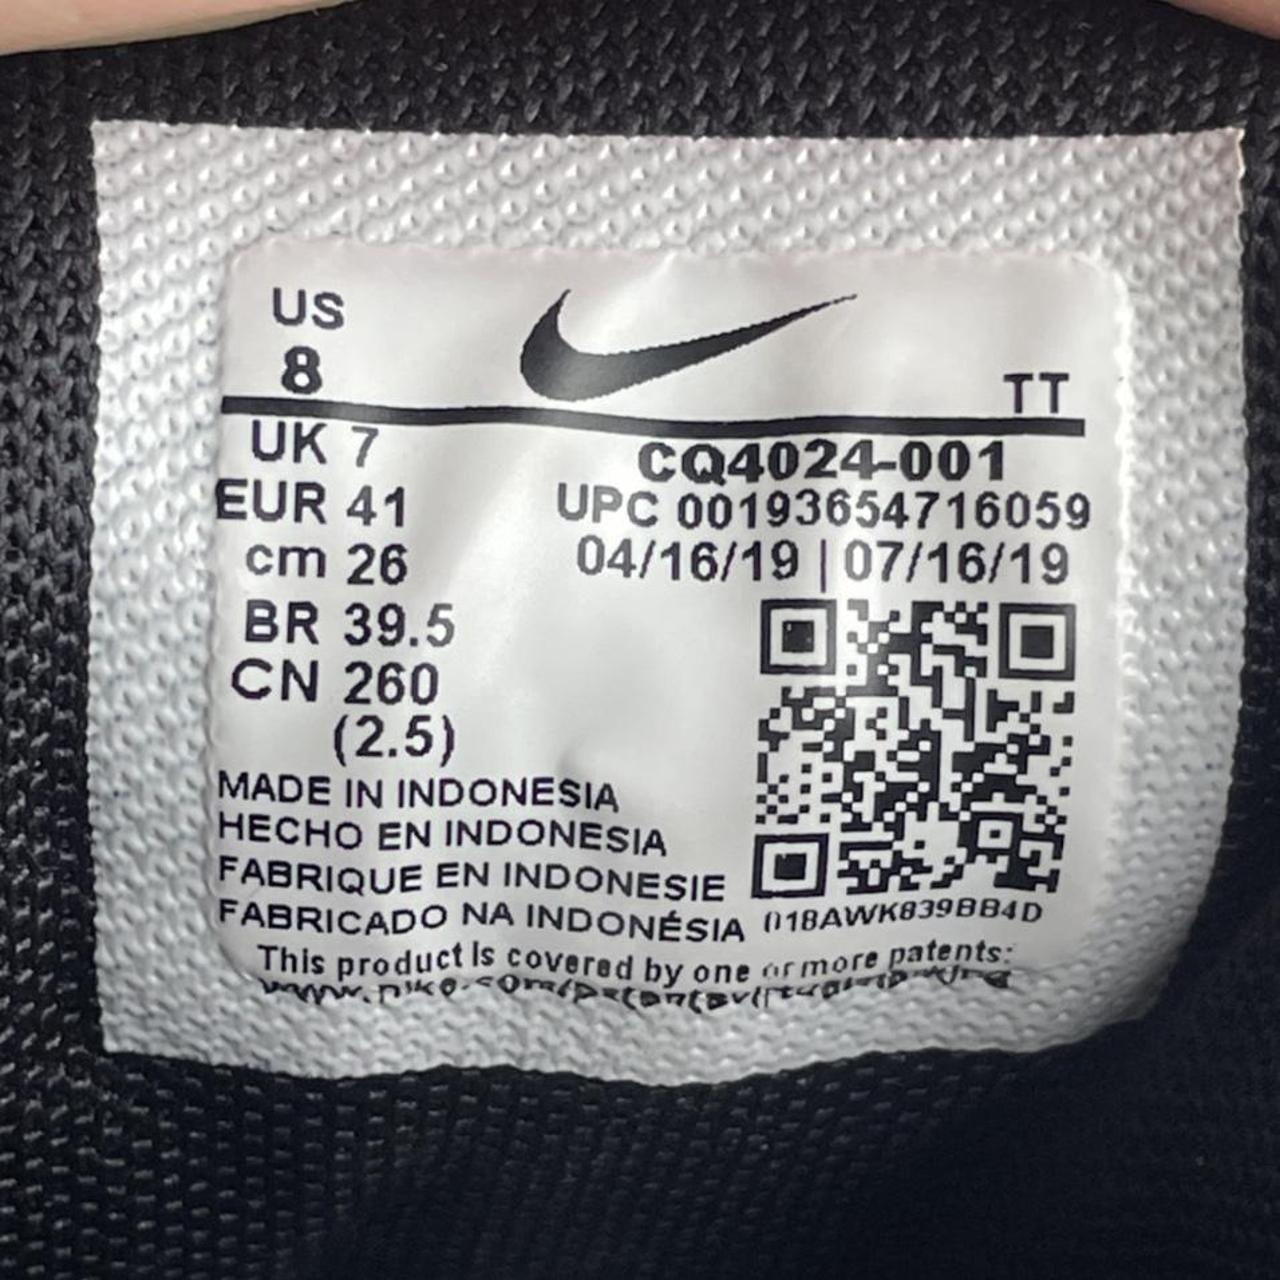 US
8
TT
UK 7
EUR 41
cm 26
BR 39.5
CN 260
(2.5)
CQ4024-001
UPC 00193654716059
04/16/19 | 07/16/19
MADE IN INDONESIA
HECHO EN INDONESIA
FABRIQUE EN INDONESIE
FABRICADO NA INDONÉSIA
018AWK839BB4D
This product is covered by one or more patents: